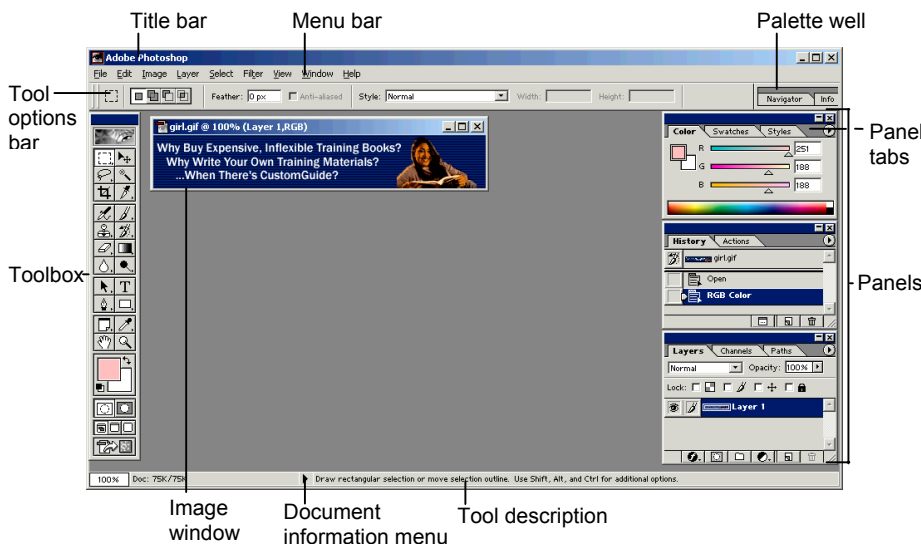 Title bar
Menu bar
Palette well
Adobe Photoshop
File Edit Image Layer Select Filter View Window Help
Tool options bar
Feather: 0 px Anti-aliased Style: Normal Width: Height:
Navigator Info
girl.gif @ 100% (Layer 1,RGB)
Why Buy Expensive, Inflexible Training Books?
Why Write Your Own Training Materials?
...When There's CustomGuide?
Color Swatches Styles
R 251
G 188
B 188
Panel tabs
History Actions
girl.gif
Open
RGB Color
Toolbox
T
Panels
Layers Channels Paths
Normal Opacity: 100%
Lock:
Layer 1
100% Doc: 75K/75K Draw rectangular selection or move selection outline. Use Shift, Alt, and Ctrl for additional options.
Image window
Document information menu
Tool description